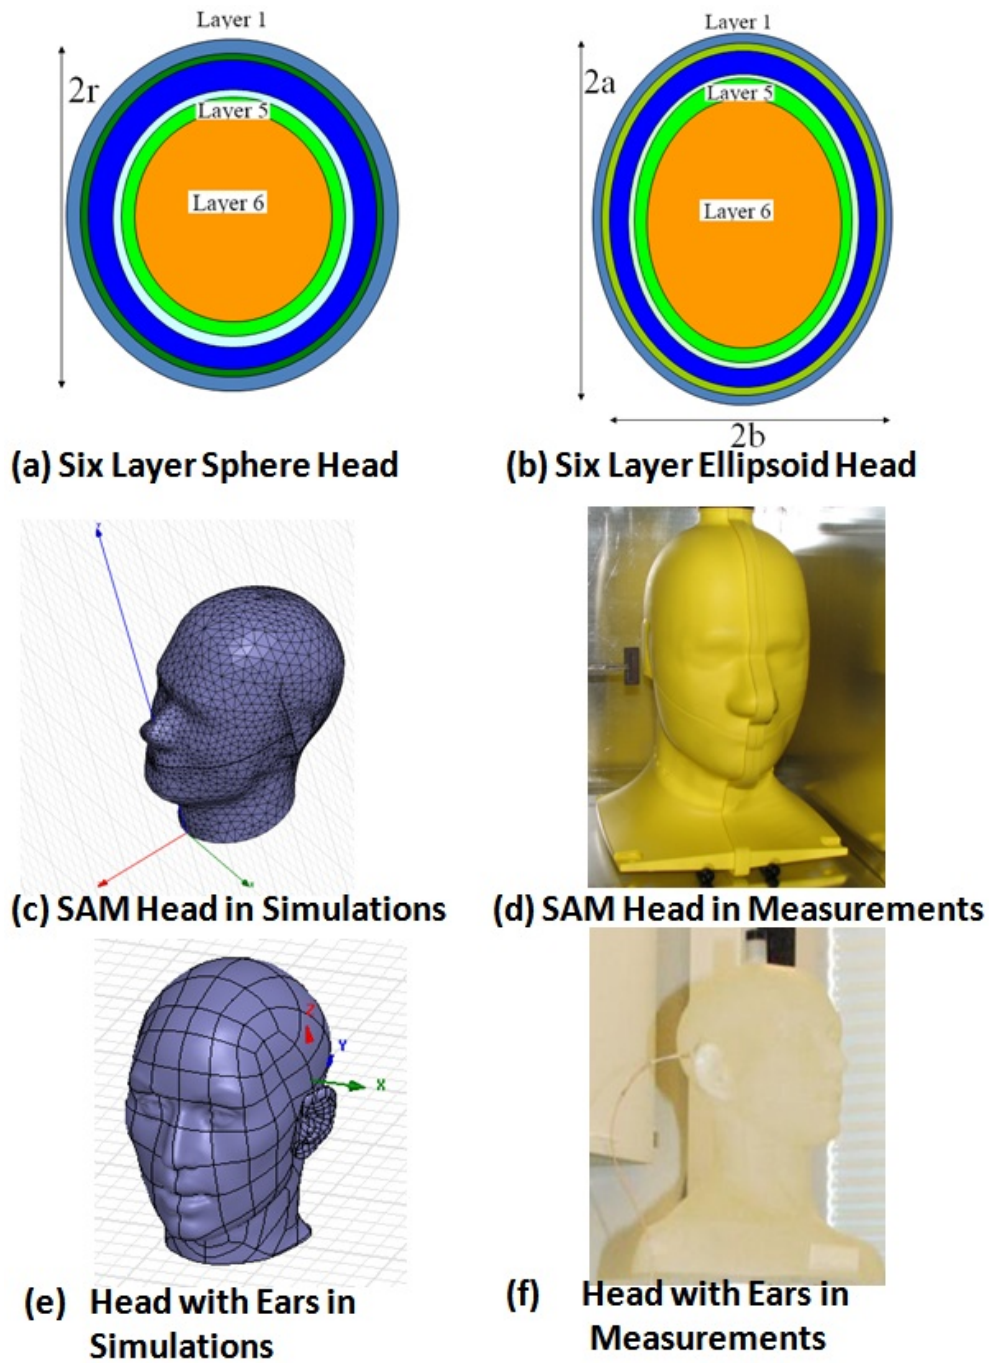 Layer 1
2r
Layer 5
Layer 6
(a) Six Layer Sphere Head
Layer 1
2a
Layer 5
Layer 6
2b
(b) Six Layer Ellipsoid Head
(c) SAM Head in Simulations
(d) SAM Head in Measurements
Z
Y
X
(e) Head with Ears in
Simulations
(f) Head with Ears in
Measurements